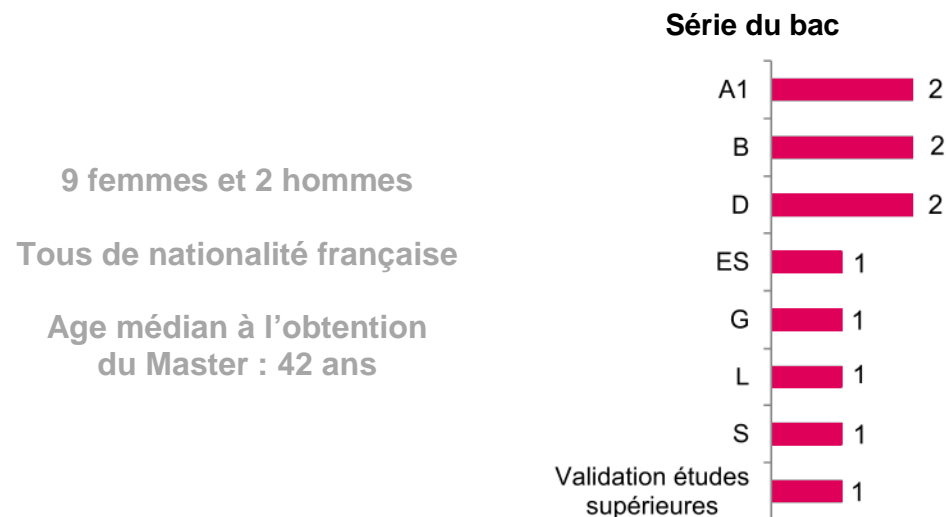 Série du bac
9 femmes et 2 hommes
Tous de nationalité française
Age médian à l’obtention
du Master : 42 ans
A1 2
B 2
D 2
ES 1
G 1
L 1
S 1
Validation études
supérieures 1